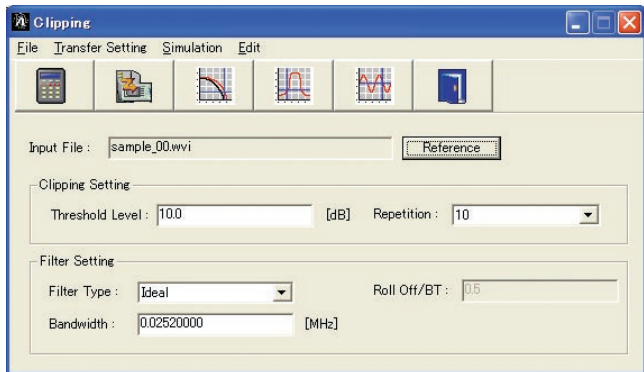 Clipping
File Transfer Setting Simulation Edit
Input File : sample_00.wvi Reference
Clipping Setting
Threshold Level : 10.0 [dB] Repetition : 10
Filter Setting
Filter Type : Ideal Roll Off/BT : 0.5
Bandwidth : 0.02520000 [MHz]